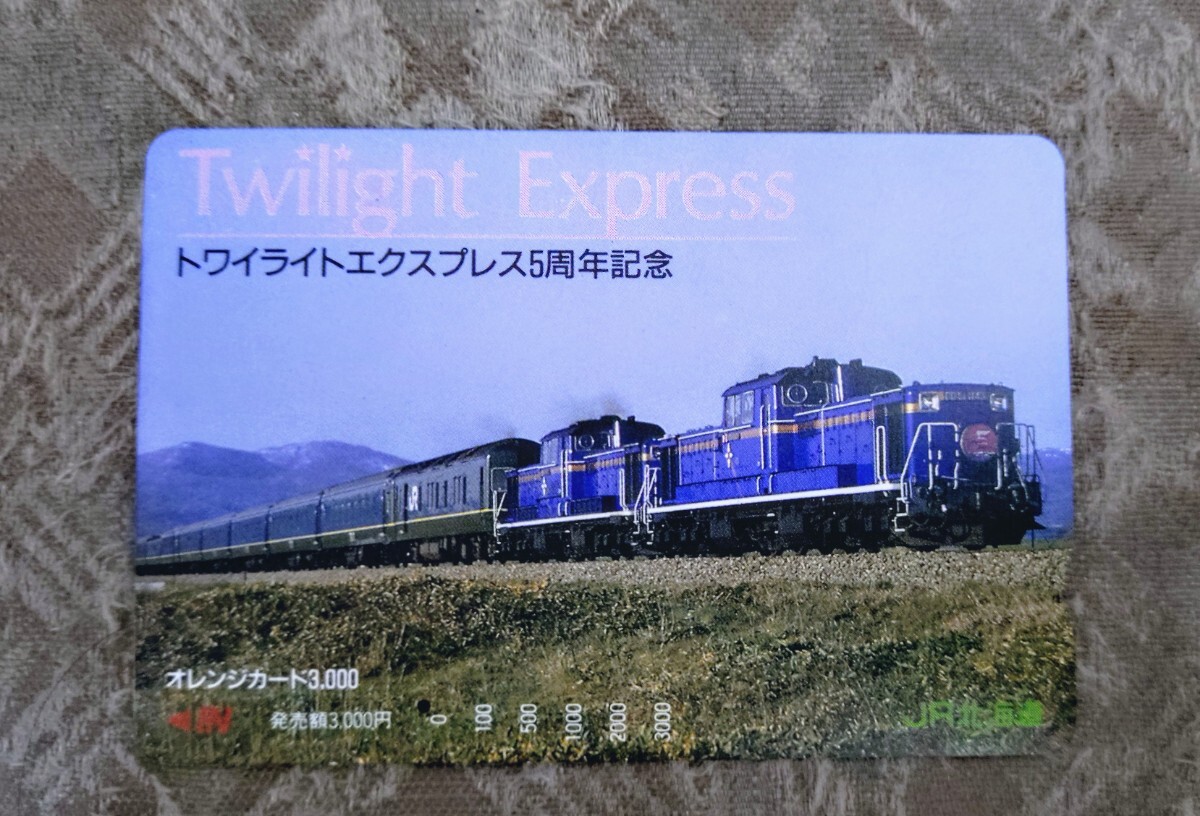 Twilight Express
トワイライトエクスプレス5周年記念
JR
オレンジカード3.000
発売額3,000円 0 100 500 1000 2000 3000
JR北海道